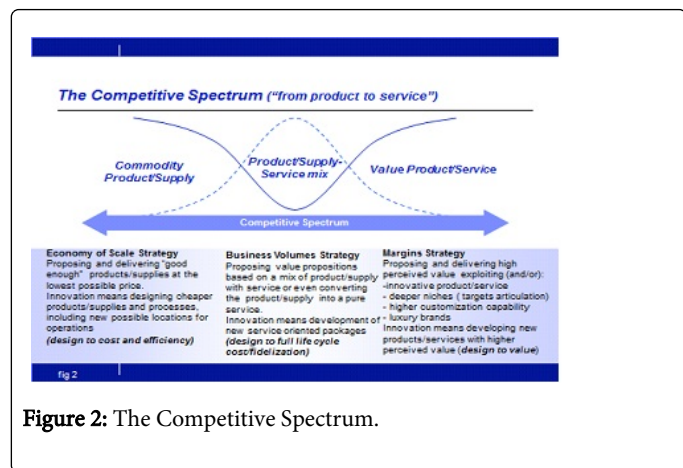 The Competitive Spectrum ("from product to service")
Commodity
Product/Supply
Product/Supply-
Service mix
Value Product/Service
Competitive Spectrum
Economy of Scale Strategy
Proposing and delivering "good
enough" products/supplies at the
lowest possible price.
Innovation means designing cheaper
products/supplies and processes,
including new possible locations for
operations
(design to cost and efficiency)
Business Volumes Strategy
Proposing value propositions
based on a mix of product/supply
with service or even converting
the product/supply into a pure
service.
Innovation means development of
new service oriented packages
(design to full life cycle
cost/fidelization)
Margins Strategy
Proposing and delivering high
perceived value exploiting (and/or):
-innovative product/service
- deeper niches ( targets articulation)
- higher customization capability
- luxury brands
Innovation means developing new
products/services with higher
perceived value (design to value)
fig 2
Figure 2: The Competitive Spectrum.